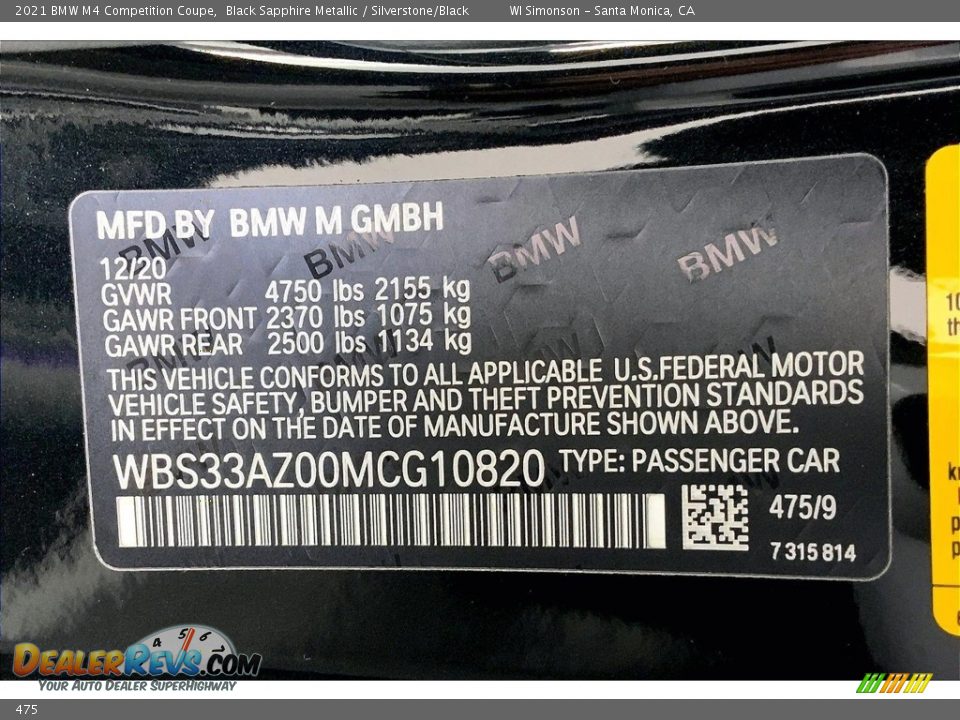 2021 BMW M4 Competition Coupe, Black Sapphire Metallic / Silverstone/Black WI Simonson – Santa Monica, CA
MFD BY BMW M GMBH
BMW BMW BMW BMW
12/20
GVWR 4750 lbs 2155 kg
GAWR FRONT 2370 lbs 1075 kg
GAWR REAR 2500 lbs 1134 kg
THIS VEHICLE CONFORMS TO ALL APPLICABLE U.S.FEDERAL MOTOR
VEHICLE SAFETY, BUMPER AND THEFT PREVENTION STANDARDS
IN EFFECT ON THE DATE OF MANUFACTURE SHOWN ABOVE.
WBS33AZ00MCG10820 TYPE: PASSENGER CAR
475/9
7 315 814
4 5 6
DEALERREVS.COM
YOUR AUTO DEALER SUPERHIGHWAY
475